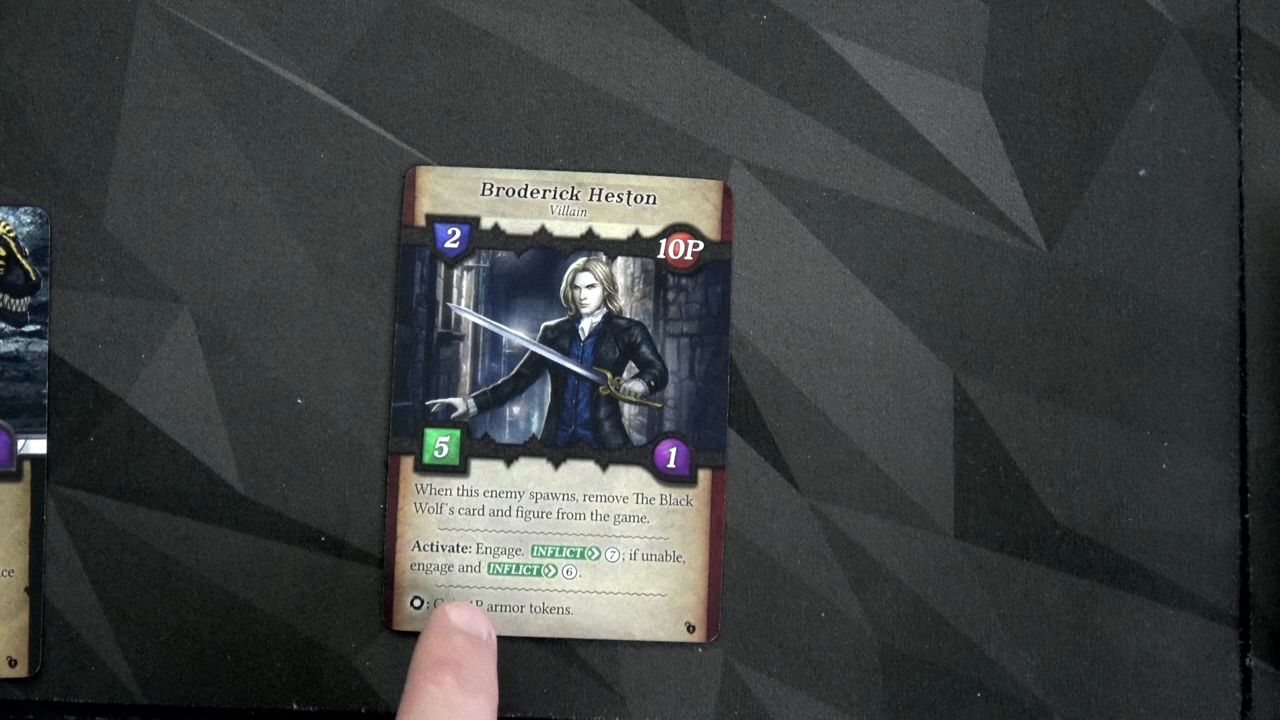 Broderick Heston
Villain
2
10P
5
1
When this enemy spawns, remove The Black
Wolf's card and figure from the game.
Activate: Engage. INFLICT 7; if unable,
engage and INFLICT 6.
: armor tokens.